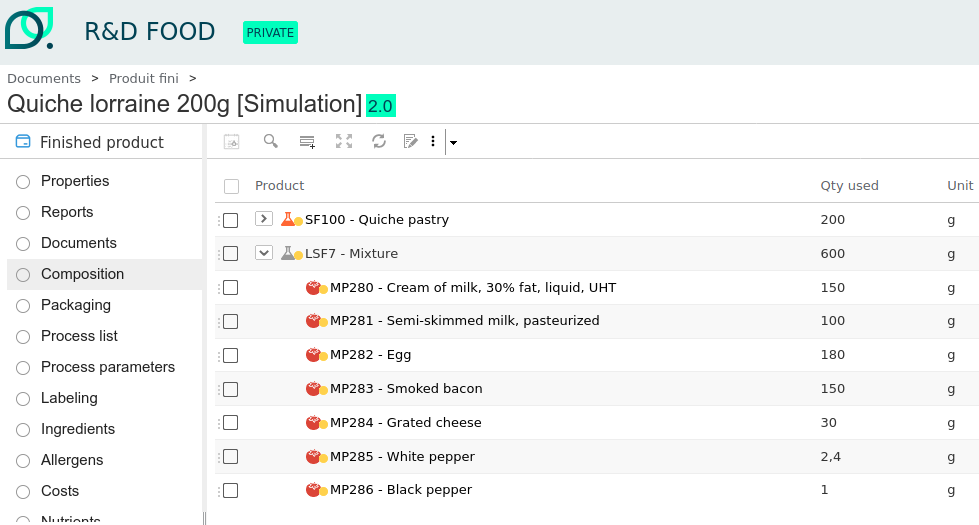 R&D FOOD PRIVATE
Documents > Produit fini >
Quiche lorraine 200g [Simulation] 2.0
Finished product
Properties
Reports
Documents
Composition
Packaging
Process list
Process parameters
Labeling
Ingredients
Allergens
Costs
Nutrients
Product Qty used Unit
SF100 - Quiche pastry 200 g
LSF7 - Mixture 600 g
MP280 - Cream of milk, 30% fat, liquid, UHT 150 g
MP281 - Semi-skimmed milk, pasteurized 100 g
MP282 - Egg 180 g
MP283 - Smoked bacon 150 g
MP284 - Grated cheese 30 g
MP285 - White pepper 2,4 g
MP286 - Black pepper 1 g